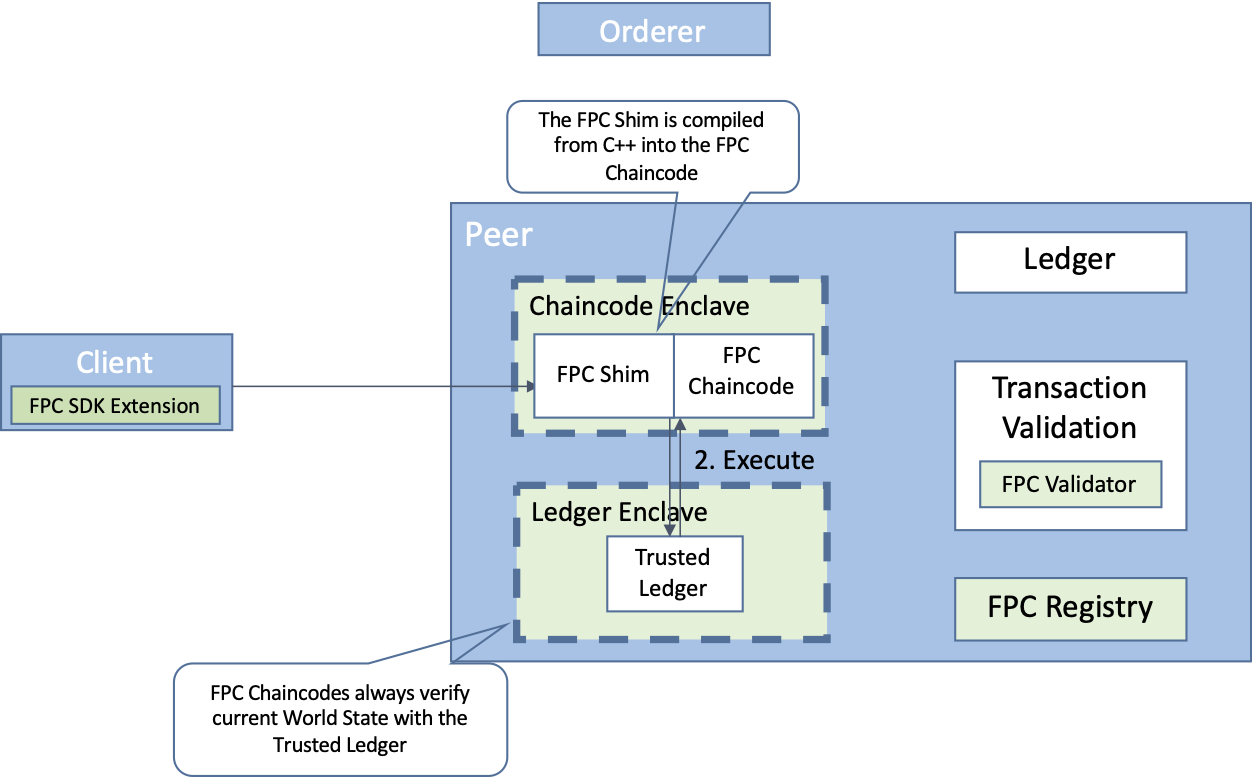 Orderer
The FPC Shim is compiled
from C++ into the FPC
Chaincode
Peer
Ledger
Chaincode Enclave
FPC Shim
FPC
Chaincode
Client
FPC SDK Extension
Transaction
Validation
FPC Validator
2. Execute
Ledger Enclave
Trusted
Ledger
FPC Registry
FPC Chaincodes always verify
current World State with the
Trusted Ledger